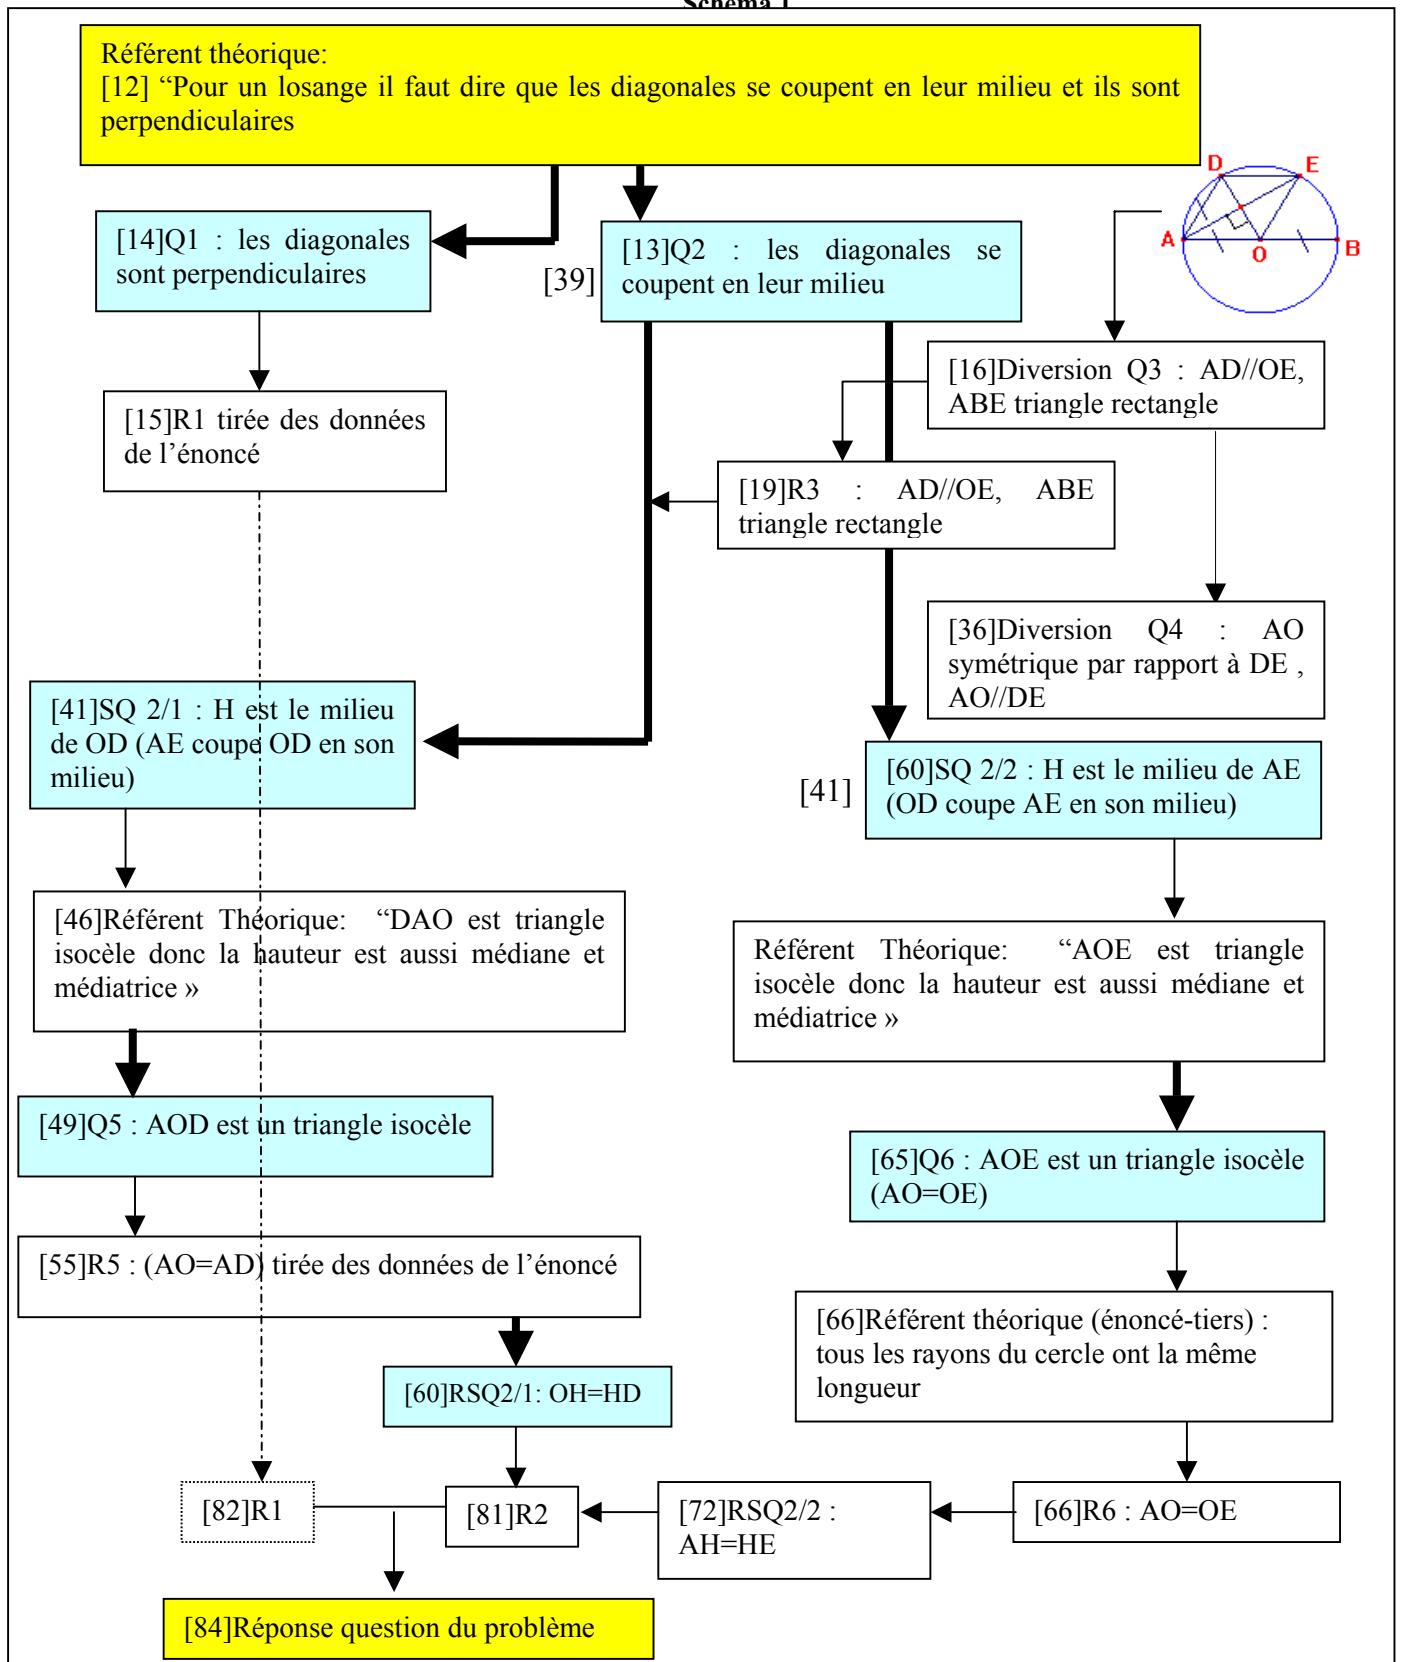 Schéma 1
Référent théorique:
[12] “Pour un losange il faut dire que les diagonales se coupent en leur milieu et ils sont
perpendiculaires
D
E
A
O
B
[14]Q1 : les diagonales
sont perpendiculaires
[39]
[13]Q2 : les diagonales se
coupent en leur milieu
[15]R1 tirée des données
de l’énoncé
[16]Diversion Q3 : AD//OE,
ABE triangle rectangle
[19]R3 : AD//OE, ABE
triangle rectangle
[36]Diversion Q4 : AO
symétrique par rapport à DE ,
AO//DE
[41]SQ 2/1 : H est le milieu
de OD (AE coupe OD en son
milieu)
[41]
[60]SQ 2/2 : H est le milieu de AE
(OD coupe AE en son milieu)
[46]Référent Théorique: “DAO est triangle
isocèle donc la hauteur est aussi médiane et
médiatrice »
Référent Théorique: “AOE est triangle
isocèle donc la hauteur est aussi médiane et
médiatrice »
[49]Q5 : AOD est un triangle isocèle
[65]Q6 : AOE est un triangle isocèle
(AO=OE)
[55]R5 : (AO=AD) tirée des données de l’énoncé
[66]Référent théorique (énoncé-tiers) :
tous les rayons du cercle ont la même
longueur
[60]RSQ2/1: OH=HD
[82]R1
[81]R2
[72]RSQ2/2 :
AH=HE
[66]R6 : AO=OE
[84]Réponse question du problème